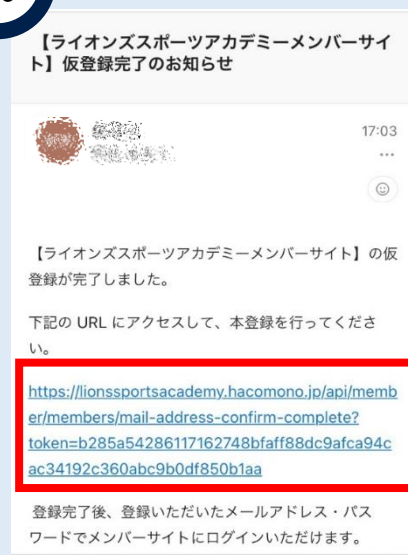 【ライオンズスポーツアカデミーメンバーサイ
ト】仮登録完了のお知らせ
17:03
【ライオンズスポーツアカデミーメンバーサイト】の仮
登録が完了しました。
下記の URL にアクセスして、本登録を行ってくださ
い。
https://lionssportsacademy.hacomono.jp/api/memb
er/members/mail-address-confirm-complete?
token=b285a54286117162748bfaff88dc9afca94c
ac34192c360abc9b0df850b1aa
登録完了後、登録いただいたメールアドレス・パス
ワードでメンバーサイトにログインいただけます。